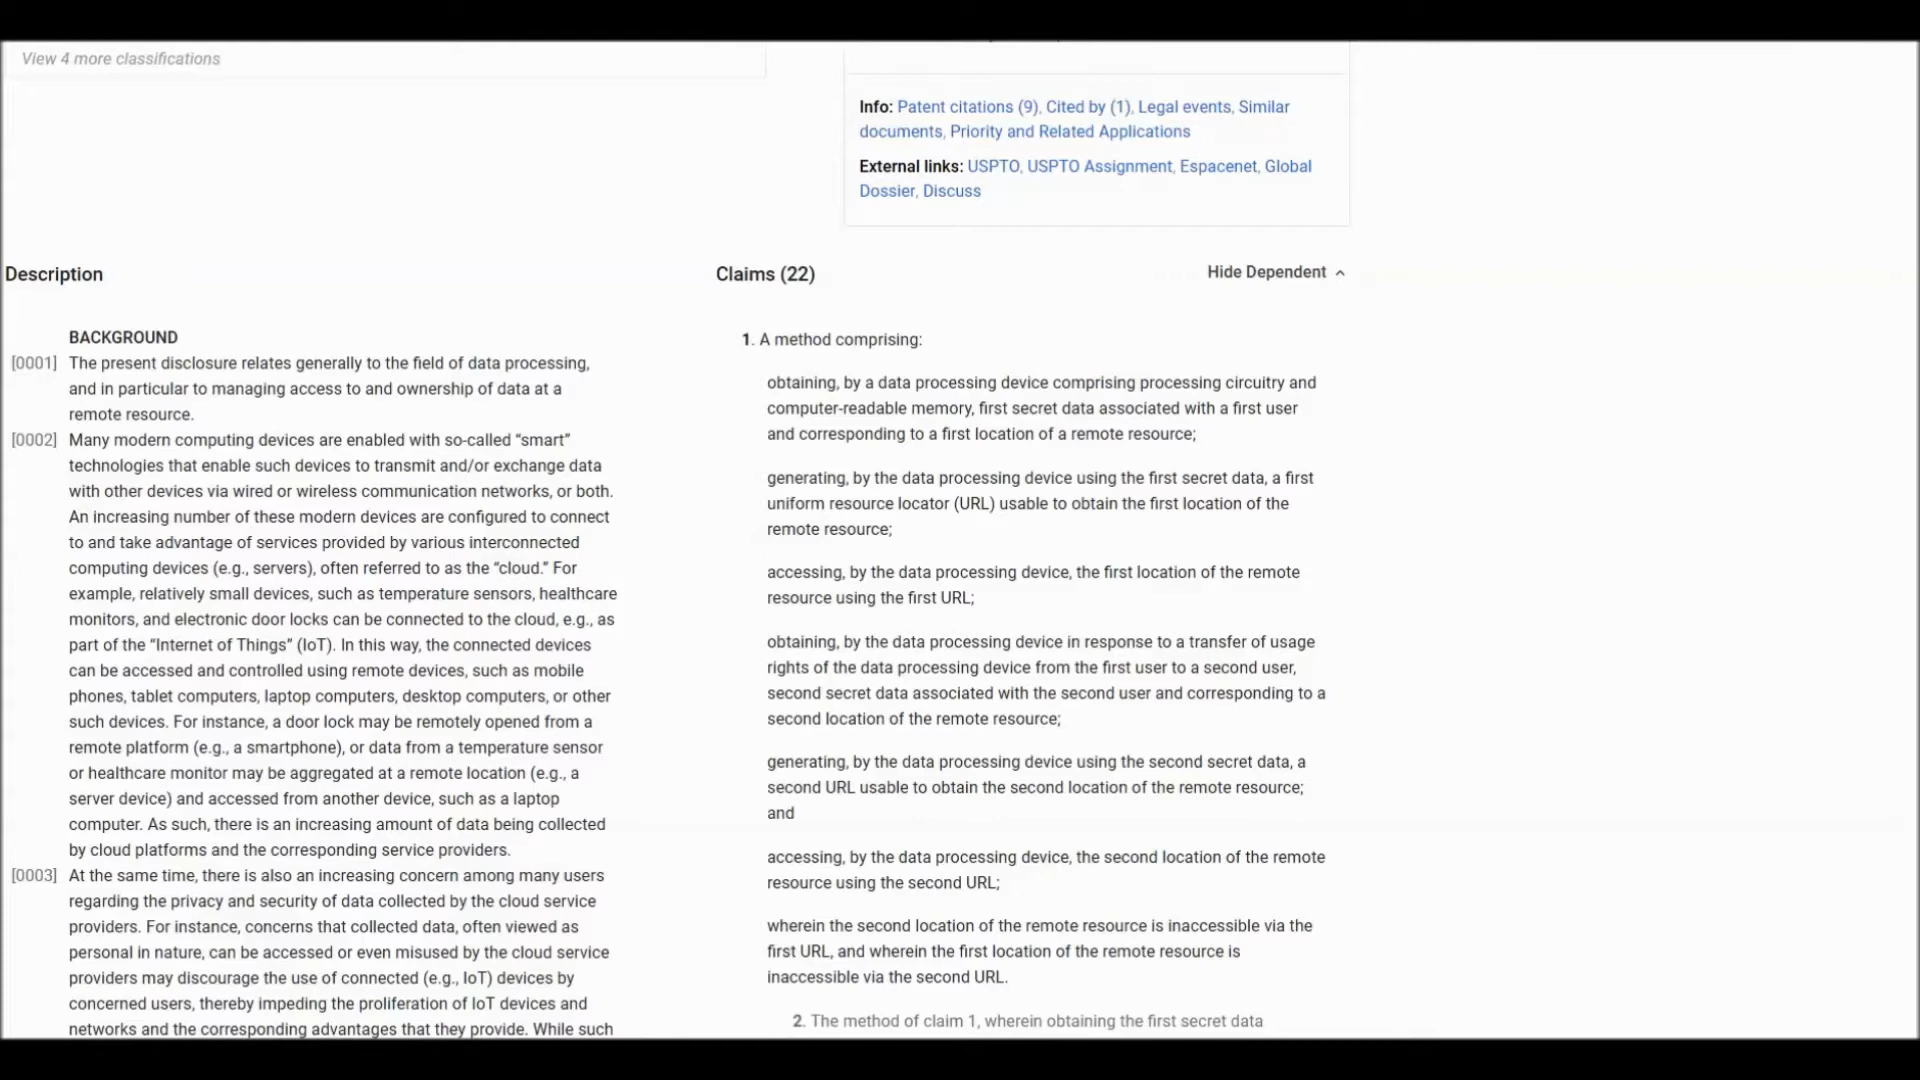 View 4 more classifications
Info: Patent citations (9), Cited by (1), Legal events, Similar
documents, Priority and Related Applications
External links: USPTO, USPTO Assignment, Espacenet, Global
Dossier, Discuss
Description
BACKGROUND
[0001] The present disclosure relates generally to the field of data processing,
and in particular to managing access to and ownership of data at a
remote resource.
[0002] Many modern computing devices are enabled with so-called “smart”
technologies that enable such devices to transmit and/or exchange data
with other devices via wired or wireless communication networks, or both.
An increasing number of these modern devices are configured to connect
to and take advantage of services provided by various interconnected
computing devices (e.g., servers), often referred to as the “cloud.” For
example, relatively small devices, such as temperature sensors, healthcare
monitors, and electronic door locks can be connected to the cloud, e.g., as
part of the “Internet of Things” (IoT). In this way, the connected devices
can be accessed and controlled using remote devices, such as mobile
phones, tablet computers, laptop computers, desktop computers, or other
such devices. For instance, a door lock may be remotely opened from a
remote platform (e.g., a smartphone), or data from a temperature sensor
or healthcare monitor may be aggregated at a remote location (e.g., a
server device) and accessed from another device, such as a laptop
computer. As such, there is an increasing amount of data being collected
by cloud platforms and the corresponding service providers.
[0003] At the same time, there is also an increasing concern among many users
regarding the privacy and security of data collected by the cloud service
providers. For instance, concerns that collected data, often viewed as
personal in nature, can be accessed or even misused by the cloud service
providers may discourage the use of connected (e.g., IoT) devices by
concerned users, thereby impeding the proliferation of IoT devices and
networks and the corresponding advantages that they provide. While such
Claims (22)
Hide Dependent
1. A method comprising:
obtaining, by a data processing device comprising processing circuitry and
computer-readable memory, first secret data associated with a first user
and corresponding to a first location of a remote resource;
generating, by the data processing device using the first secret data, a first
uniform resource locator (URL) usable to obtain the first location of the
remote resource;
accessing, by the data processing device, the first location of the remote
resource using the first URL;
obtaining, by the data processing device in response to a transfer of usage
rights of the data processing device from the first user to a second user,
second secret data associated with the second user and corresponding to a
second location of the remote resource;
generating, by the data processing device using the second secret data, a
second URL usable to obtain the second location of the remote resource;
and
accessing, by the data processing device, the second location of the remote
resource using the second URL;
wherein the second location of the remote resource is inaccessible via the
first URL, and wherein the first location of the remote resource is
inaccessible via the second URL.
2. The method of claim 1, wherein obtaining the first secret data